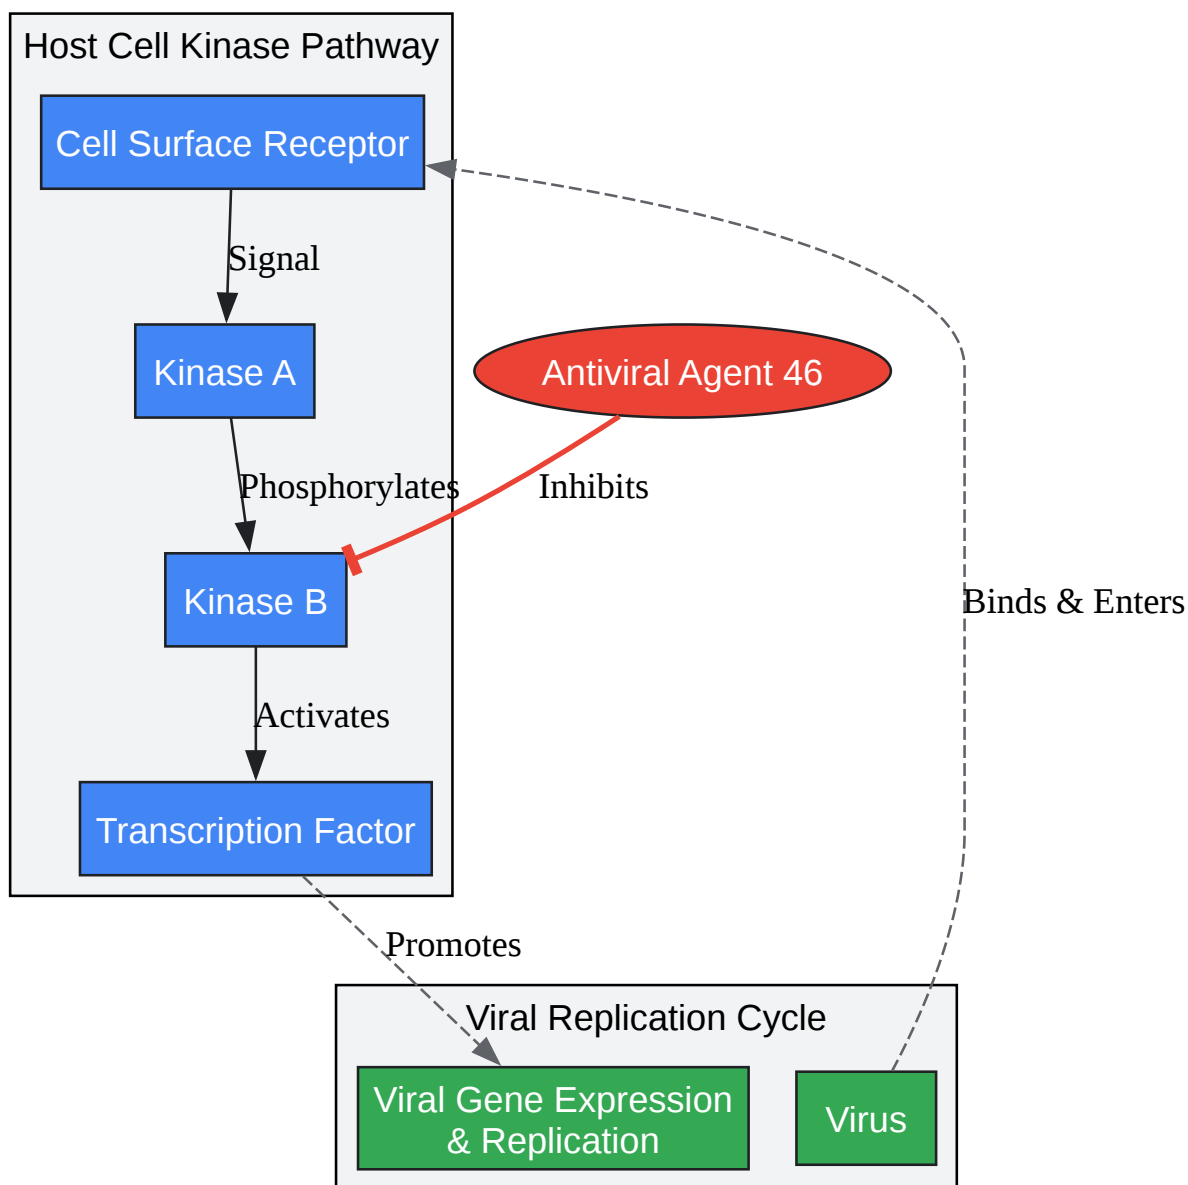 Host Cell Kinase Pathway
Cell Surface Receptor
Signal
Kinase A
Antiviral Agent 46
Phosphorylates
Inhibits
Kinase B
Binds & Enters
Activates
Transcription Factor
Promotes
Viral Replication Cycle
Viral Gene Expression
& Replication
Virus